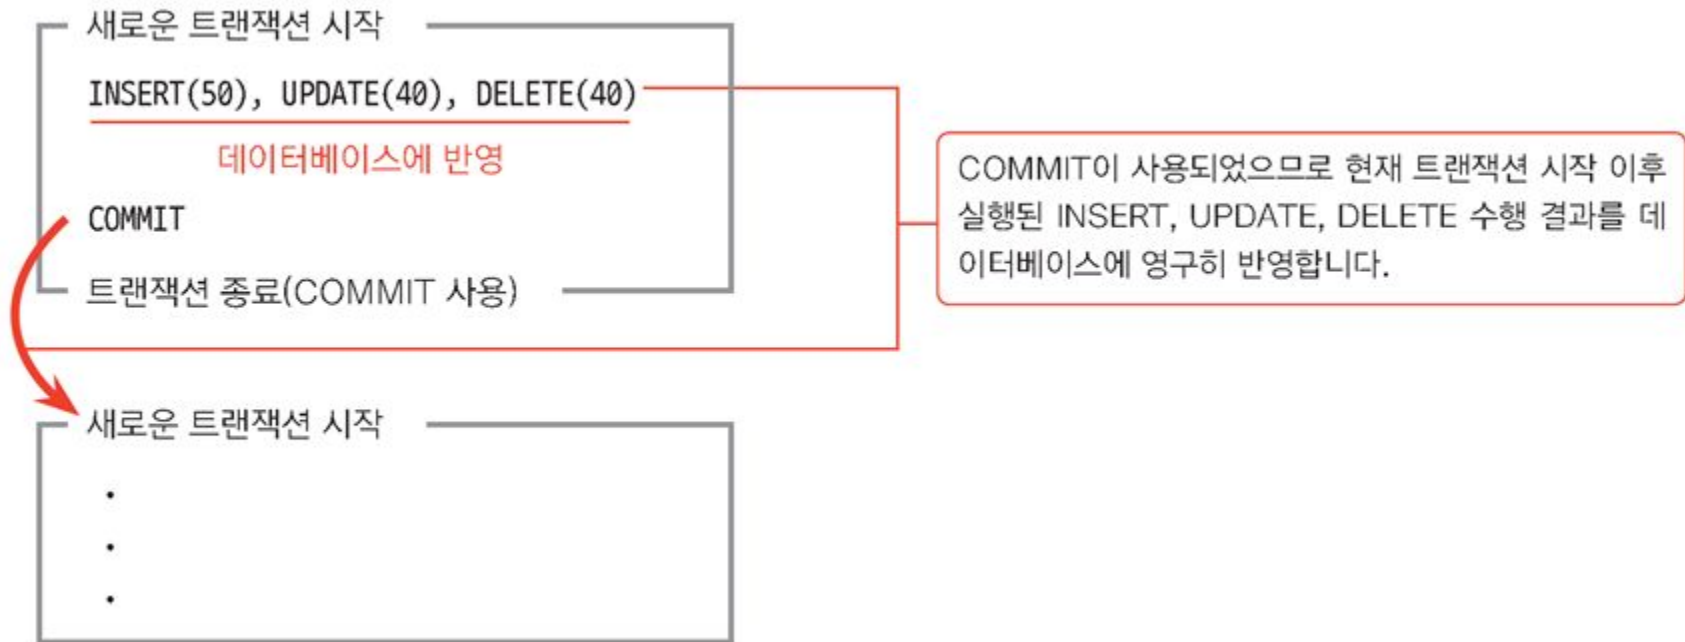 새로운 트랜잭션 시작
INSERT(50), UPDATE(40), DELETE(40)
데이터베이스에 반영
COMMIT
트랜잭션 종료(COMMIT 사용)
COMMIT이 사용되었으므로 현재 트랜잭션 시작 이후
실행된 INSERT, UPDATE, DELETE 수행 결과를 데
이터베이스에 영구히 반영합니다.
새로운 트랜잭션 시작